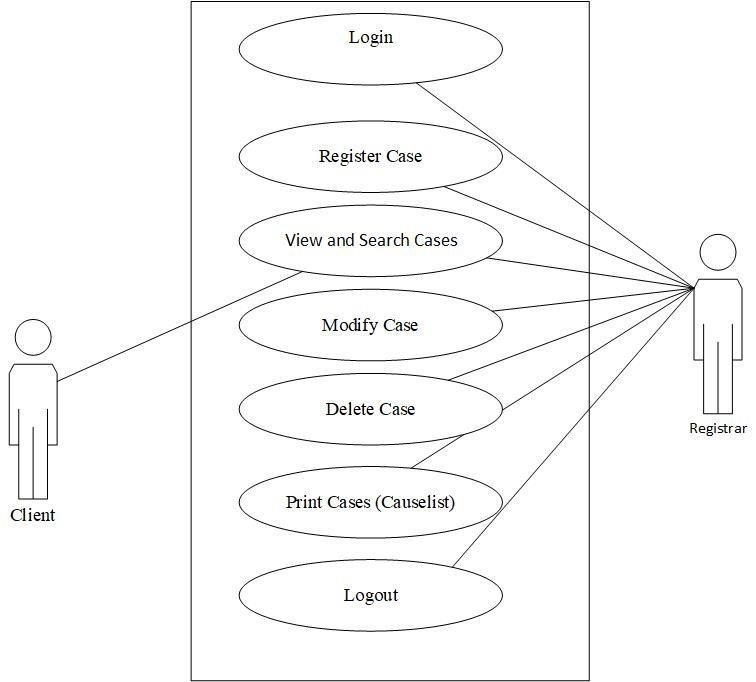 Login
Register Case
View and Search Cases
Modify Case
Delete Case
Print Cases (Causelist)
Logout
Client
Registrar